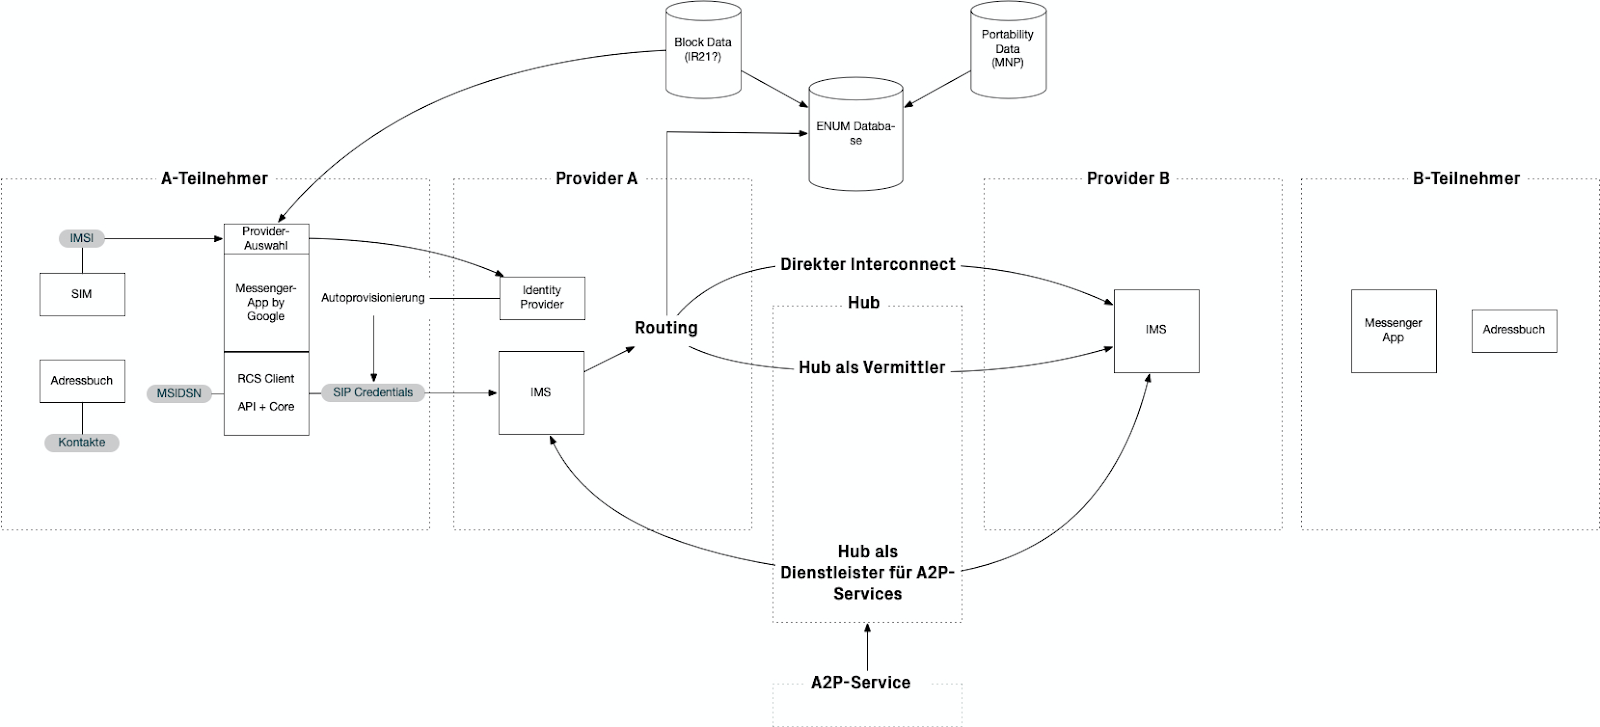 Block Data
(IR21?)
Portability
Data
(MNP)
ENUM Databa-
se
A-Teilnehmer
Provider A
Provider B
B-Teilnehmer
IMSI
SIM
Provider-
Auswahl
Messenger-
App by
Google
Autoprovisionierung
Identity
Provider
Routing
Direkter Interconnect
Hub
Hub als Vermittler
IMS
Messenger
App
Adressbuch
Adressbuch
Kontakte
MSIDSN
RCS Client
API + Core
SIP Credentials
IMS
Hub als
Dienstleister für A2P-
Services
A2P-Service